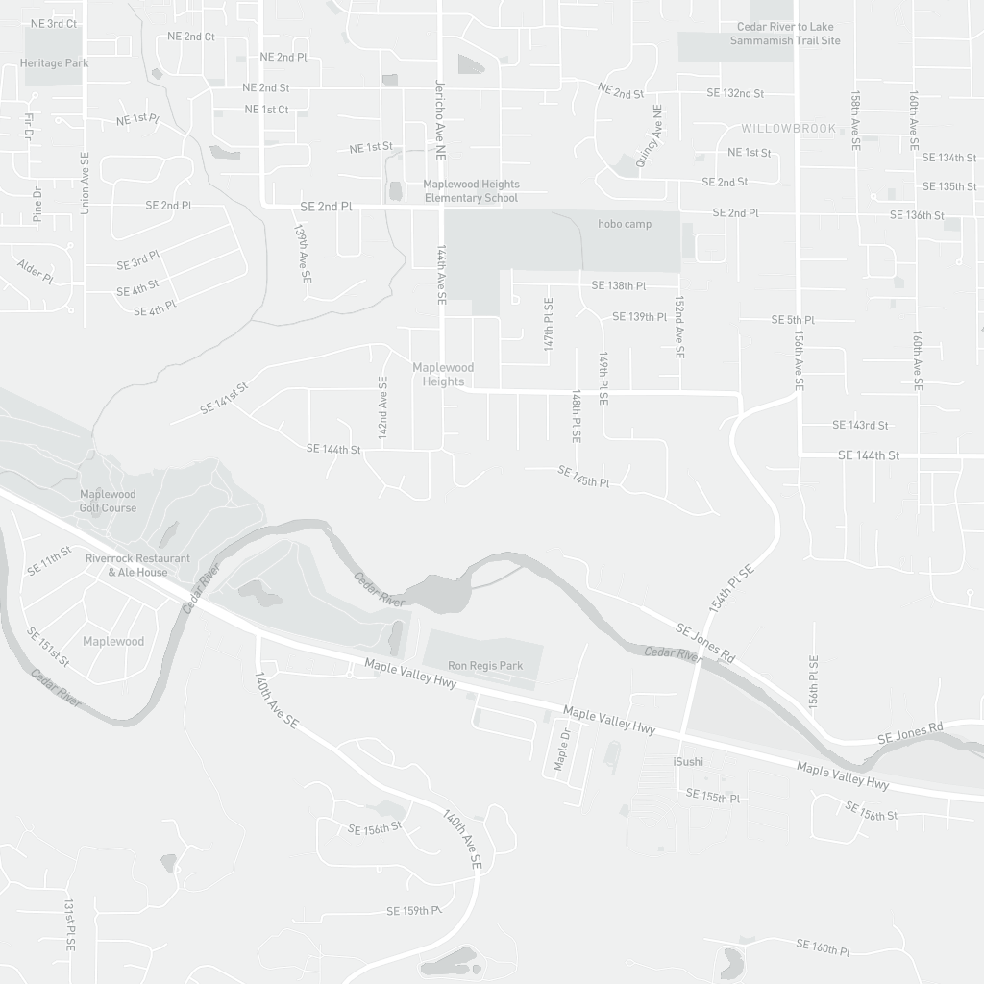 NE 3rd Ct
NE 2nd Ct
Cedar River to Lake
Sammamish Trail Site
NE 2nd Pl
Heritage Park
NE 2nd St
NE 2nd St
SE 132nd St
Jericho Ave NE
158th Ave SE
160th Ave SE
NE 1st Ct
NE 1st Pl
Fir Dr
WILLOWBROOK
Quincy Ave NE
NE 1st St
NE 1st St
SE 134th St
Union Ave SE
Maplewood Heights
Elementary School
SE 2nd St
SE 135th St
Pine Dr
SE 2nd Pl
SE 2nd Pl
SE 2nd Pl
SE 136th St
hobo camp
139th Ave SE
SE 3rd Pl
144th Ave SE
Alder Pl
SE 4th St
SE 4th Pl
SE 138th Pl
147th Pl SE
SE 139th Pl
152nd Ave SE
SE 5th Pl
156th Ave SE
160th Ave SE
Maplewood
Heights
149th Pl SE
148th Pl SE
142nd Ave SE
SE 141st St
SE 143rd St
SE 144th St
SE 144th St
SE 145th Pl
Maplewood
Golf Course
Riverrock Restaurant
& Ale House
SE 11th St
Cedar River
Cedar River
154th Pl SE
SE Jones Rd
Maplewood
SE 151st St
Cedar River
Cedar River
Ron Regis Park
Maple Valley Hwy
156th Pl SE
140th Ave SE
Maple Valley Hwy
SE Jones Rd
Maple Dr
iSushi
Maple Valley Hwy
SE 155th Pl
SE 156th St
SE 156th St
140th Ave SE
131st Pl SE
SE 159th Pl
SE 160th Pl